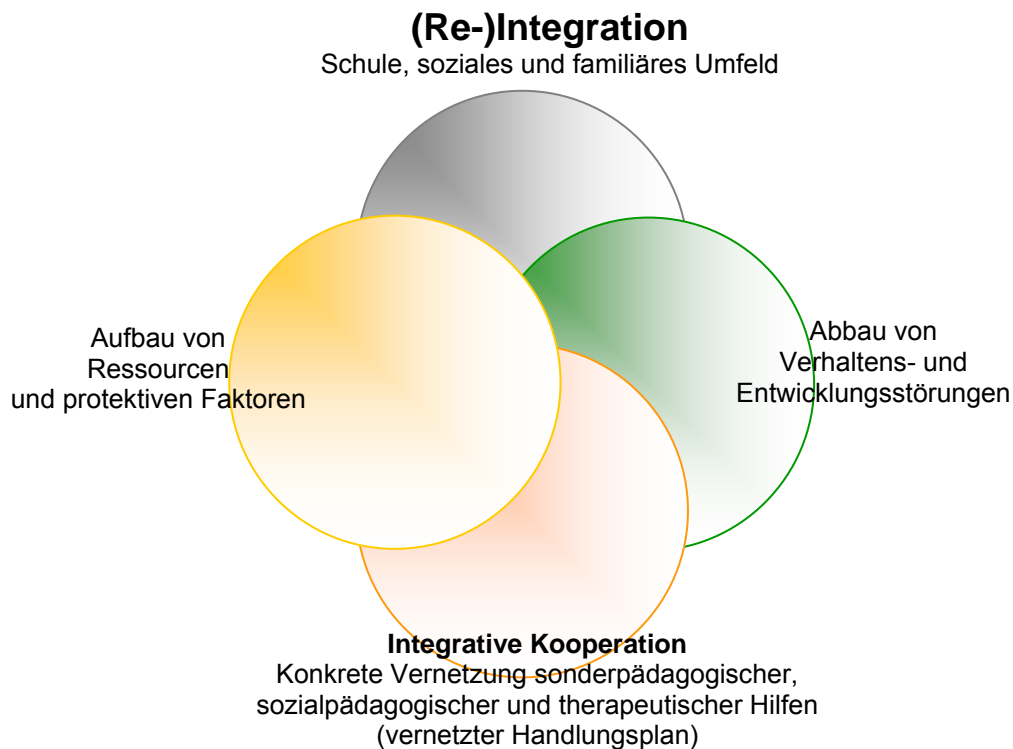 (Re-)Integration
Schule, soziales und familiäres Umfeld
Aufbau von
Ressourcen
und protektiven Faktoren
Abbau von
Verhaltens- und
Entwicklungsstörungen
Integrative Kooperation
Konkrete Vernetzung sonderpädagogischer,
sozialpädagogischer und therapeutischer Hilfen
(vernetzter Handlungsplan)